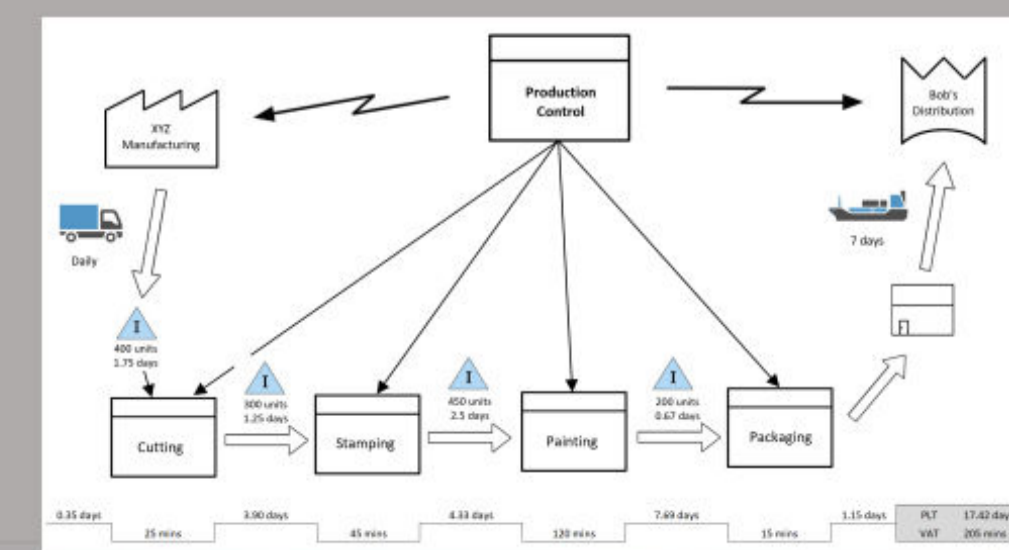 Production
Control
XYZ
Manufacturing
Bob's
Distribution
Daily
7 days
I
400 units
1.75 days
I
300 units
1.25 days
I
450 units
2.5 days
I
200 units
0.67 days
Cutting
Stamping
Painting
Packaging
0.35 days
3.90 days
4.33 days
7.69 days
1.15 days
PLT
17.42 day
25 mins
45 mins
120 mins
15 mins
VAT
205 mins